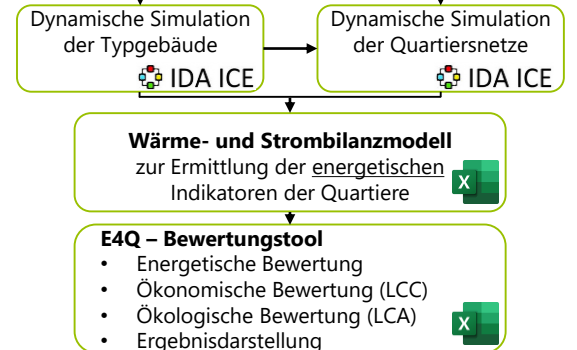 Dynamische Simulation
der Typgebäude
IDA ICE
Dynamische Simulation
der Quartiersnetze
IDA ICE
Wärme- und Strombilanzmodell
zur Ermittlung der energetischen
Indikatoren der Quartiere
X
E4Q – Bewertungstool
• Energetische Bewertung
• Ökonomische Bewertung (LCC)
• Ökologische Bewertung (LCA)
• Ergebnisdarstellung
X